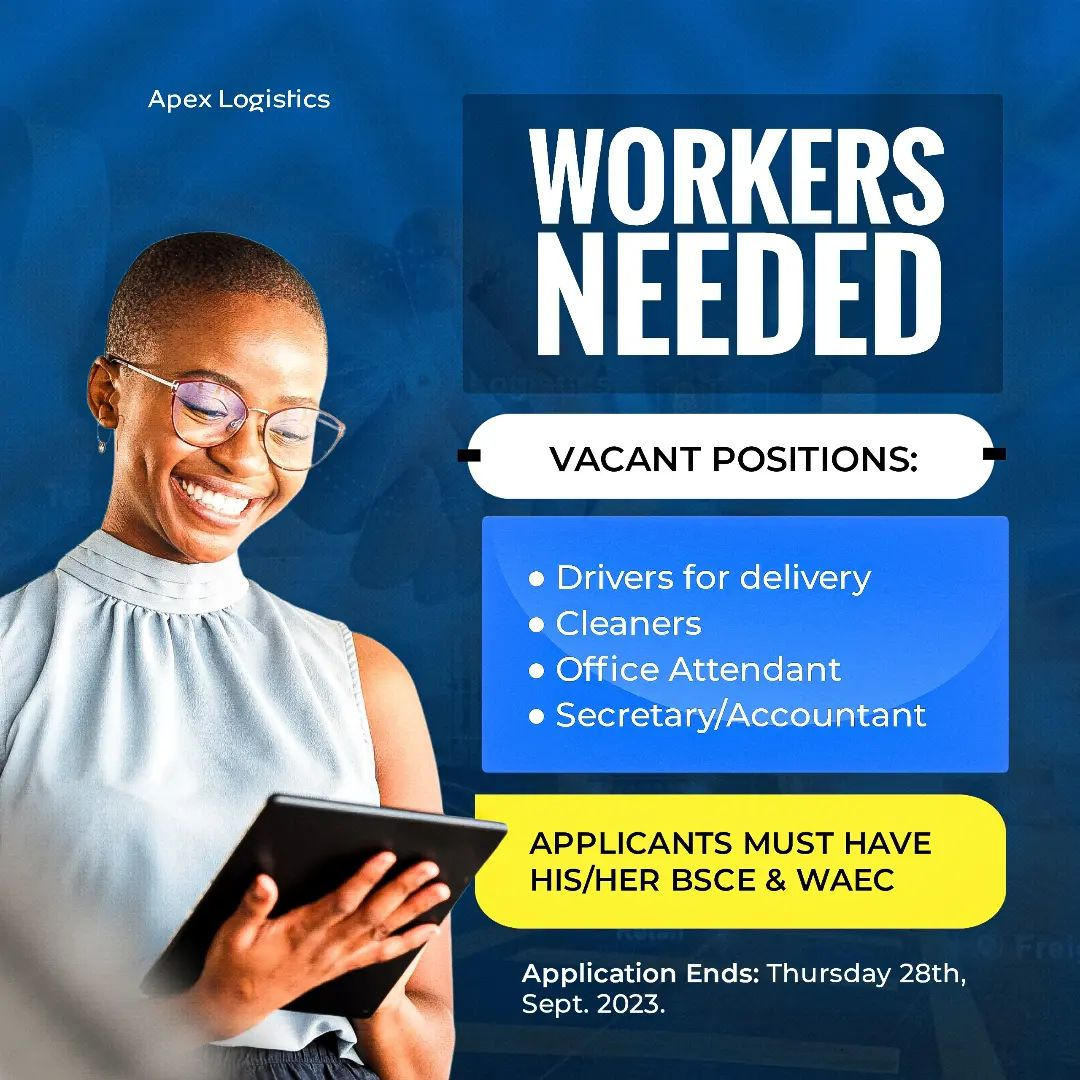 Apex Logistics
WORKERS
NEEDED
VACANT POSITIONS:
• Drivers for delivery
• Cleaners
• Office Attendant
• Secretary/Accountant
APPLICANTS MUST HAVE
HIS/HER BSCE & WAEC
Application Ends: Thursday 28th,
Sept. 2023.